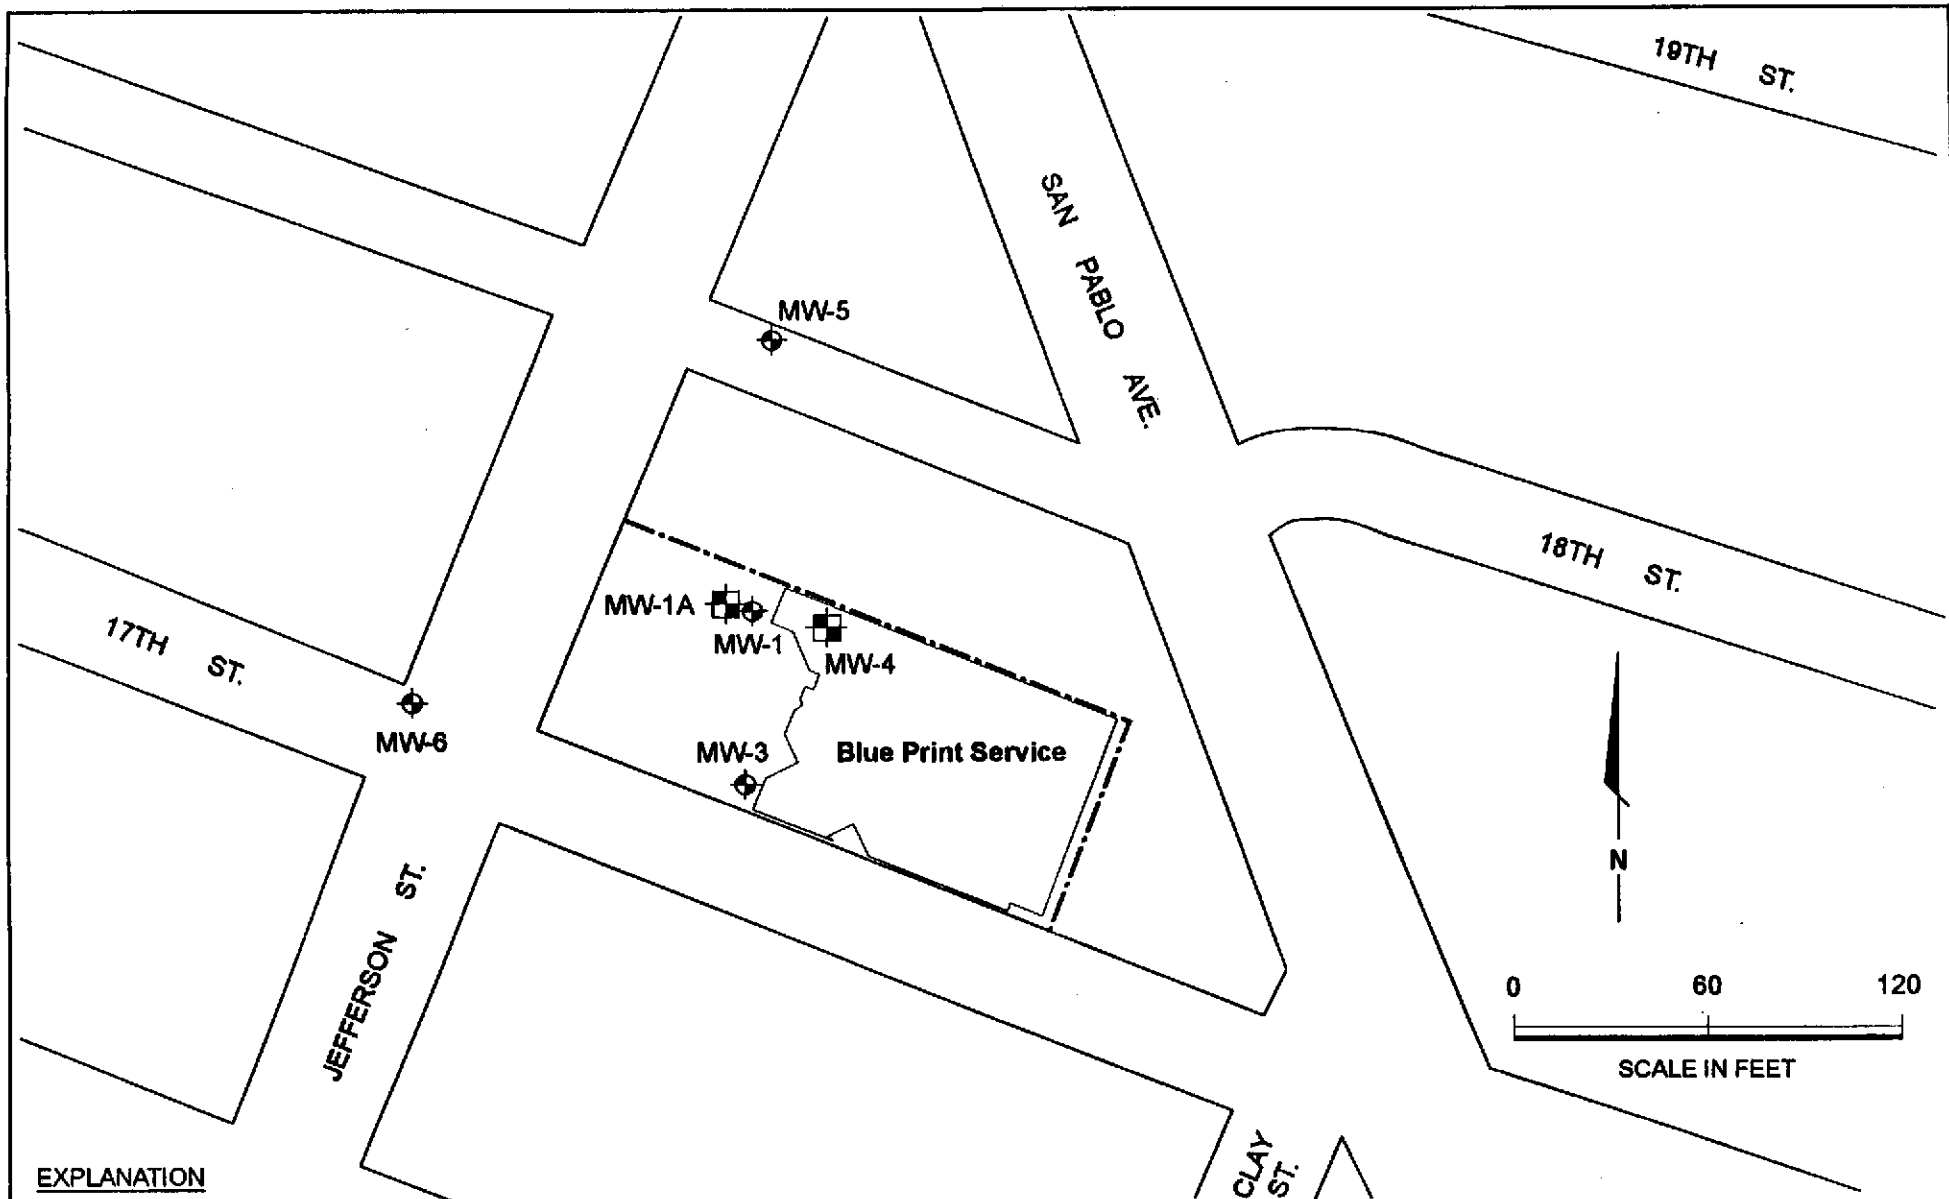 19TH ST.
SAN PABLO AVE.
MW-5
18TH ST.
MW-1A
MW-1
MW-4
17TH ST.
MW-6
MW-3
Blue Print Service
N
JEFFERSON ST.
0 60 120
SCALE IN FEET
CLAY ST.
EXPLANATION